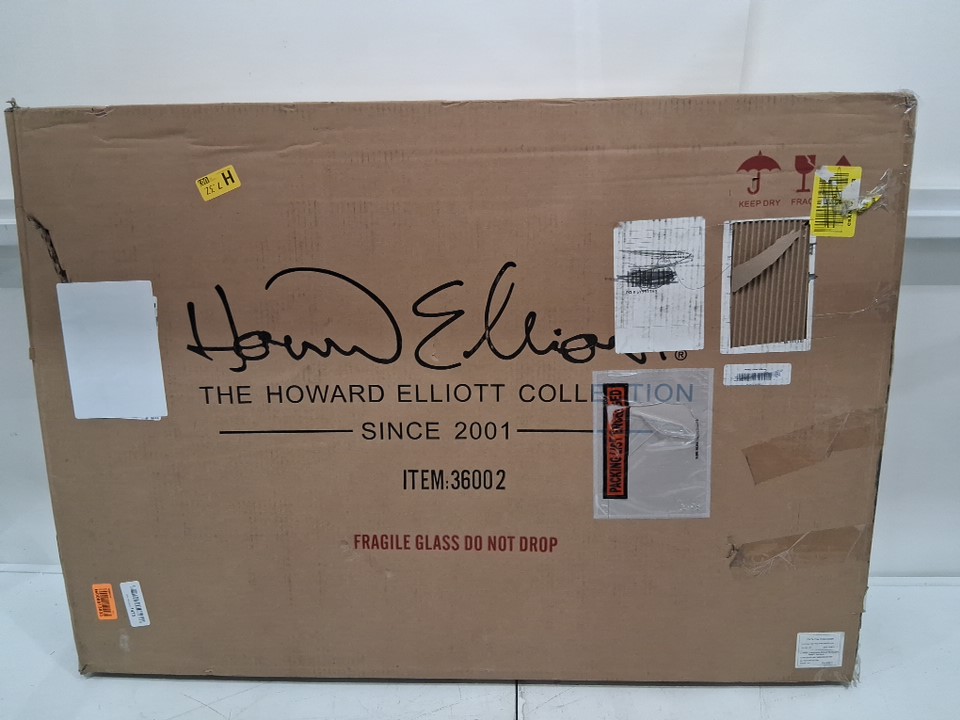 H
KEEP DRY
Howard Elliott ®
THE HOWARD ELLIOTT COLLECTION
SINCE 2001
ITEM:36002
PACKING LIST ENCLOSED
FRAGILE GLASS DO NOT DROP